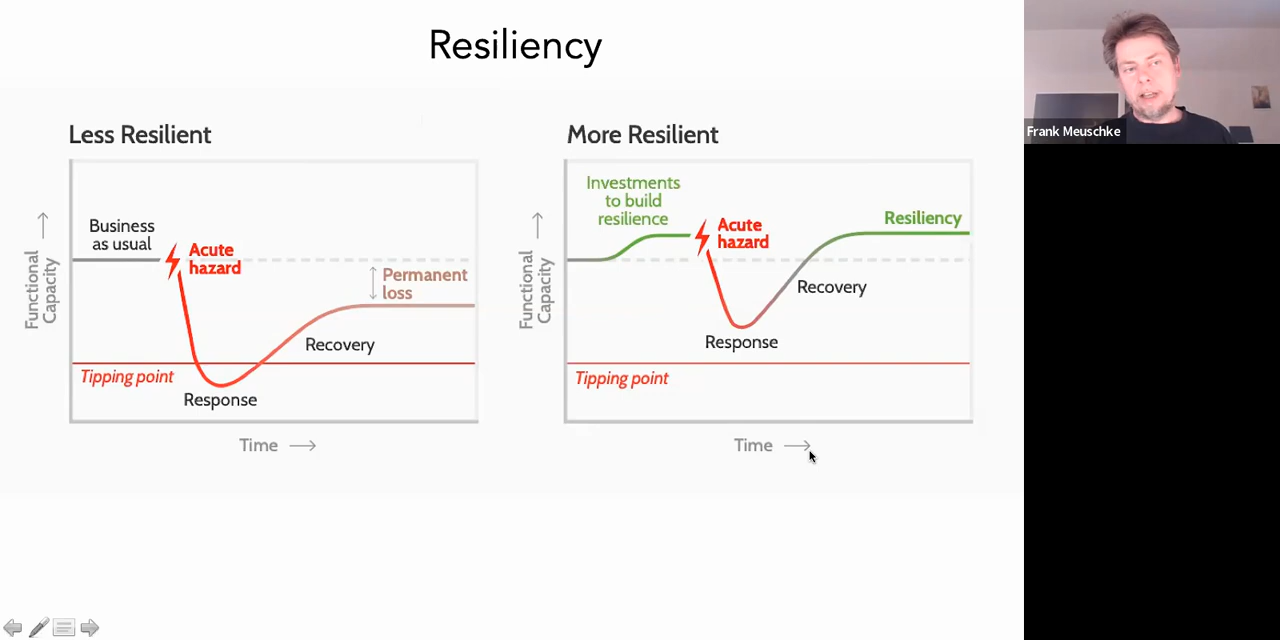 Resiliency
Less Resilient
Business
as usual
Acute
hazard
Permanent
loss
Recovery
Tipping point
Response
Functional
Capacity
Time
More Resilient
Investments
to build
resilience
Acute
hazard
Resiliency
Recovery
Response
Tipping point
Functional
Capacity
Time
Frank Meuschke